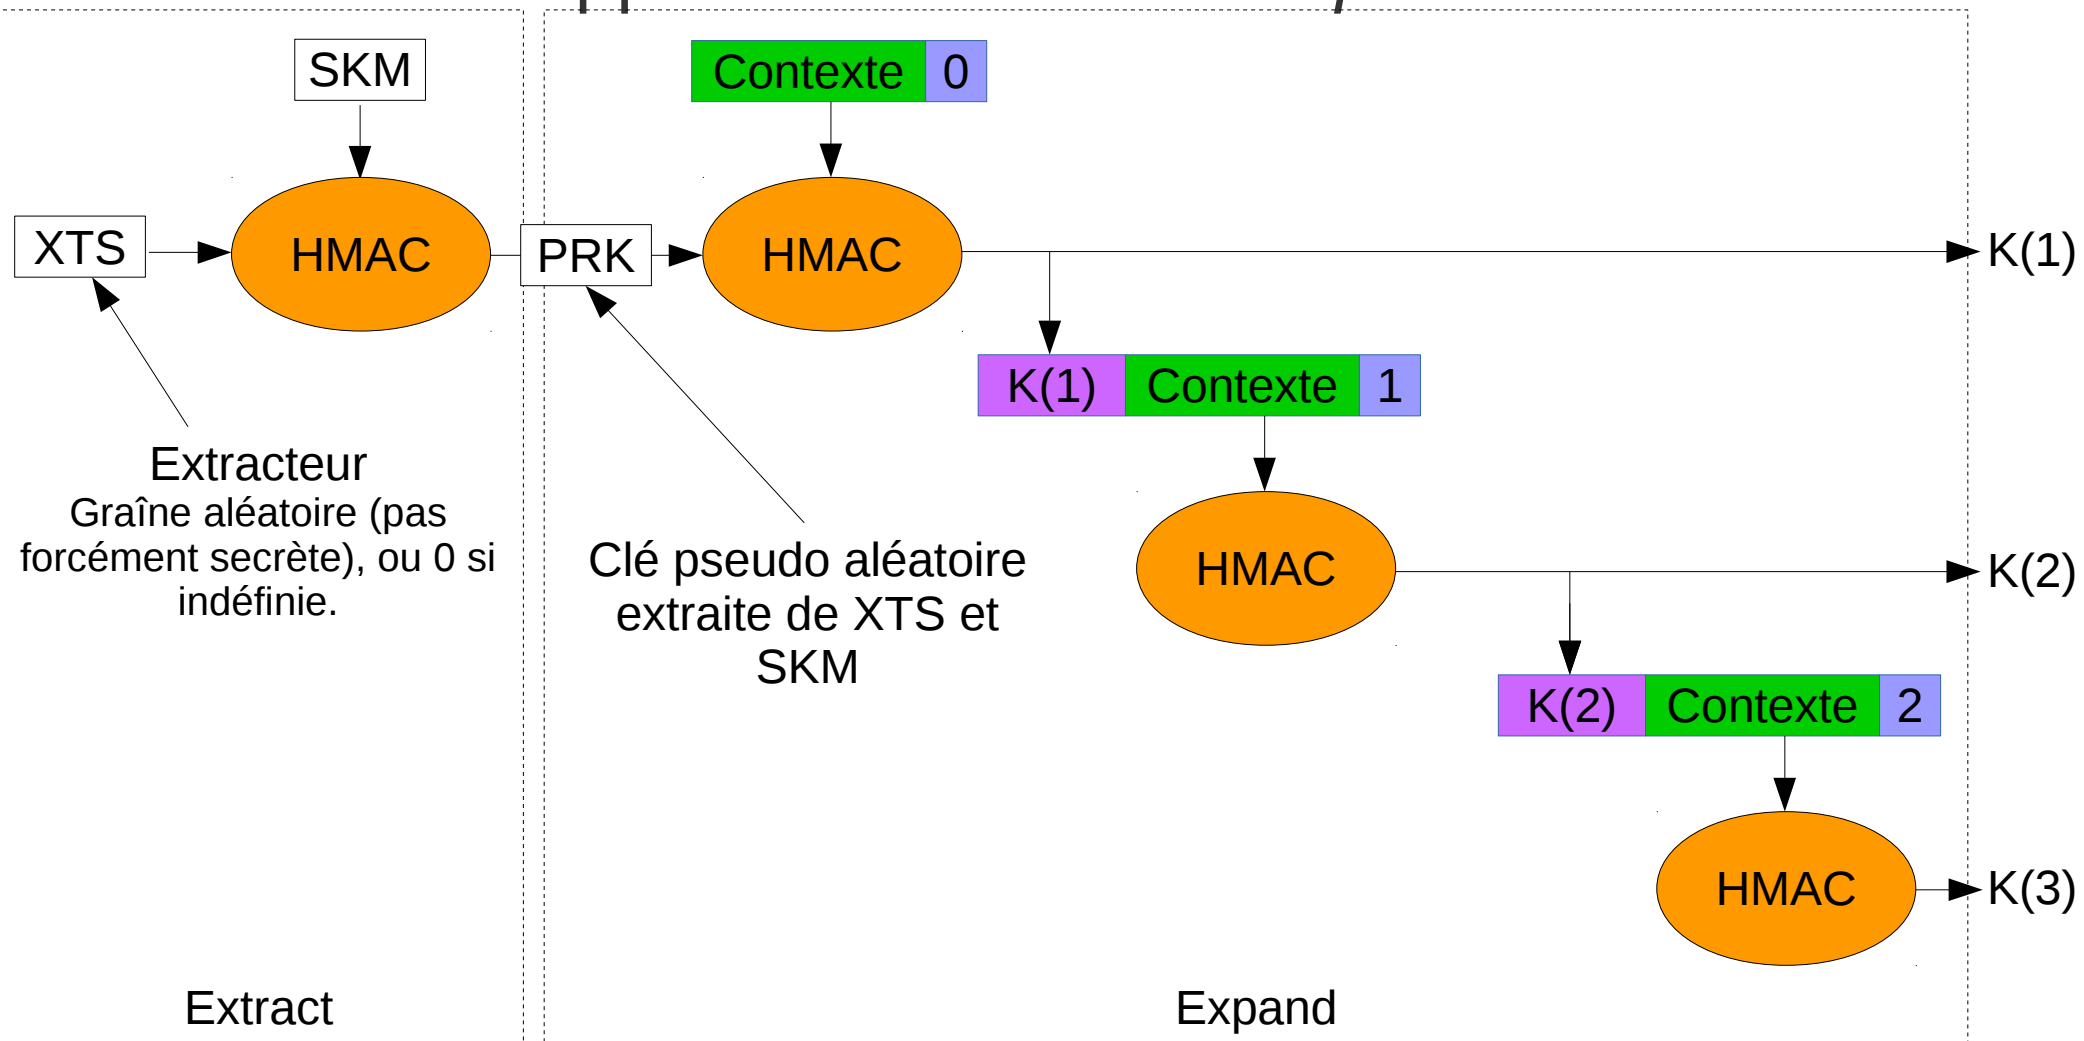 SKM
Contexte 0
XTS
HMAC
PRK
HMAC
K(1)
K(1) Contexte 1
Extracteur
Graîne aléatoire (pas
forcément secrète), ou 0 si
indéfinie.
Clé pseudo aléatoire
extraite de XTS et
SKM
HMAC
K(2)
K(2) Contexte 2
HMAC
K(3)
Extract
Expand